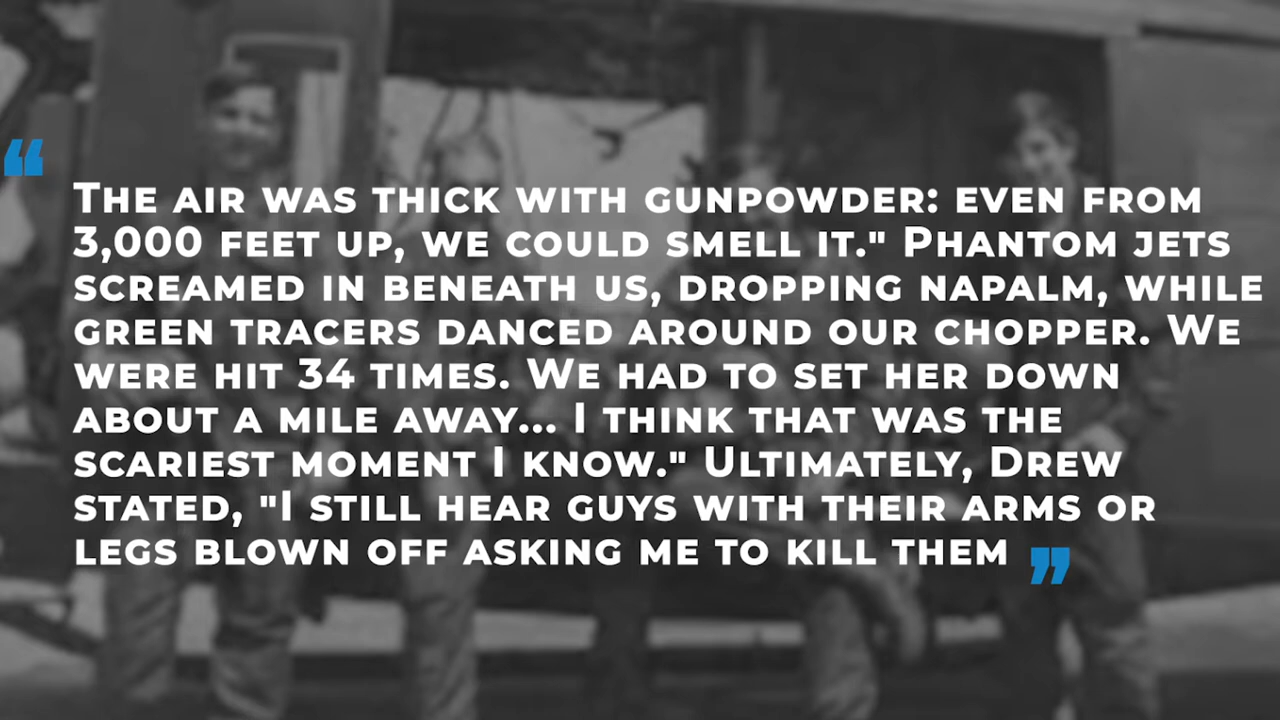 “
The air was thick with gunpowder: even from
3,000 feet up, we could smell it." Phantom jets
screamed in beneath us, dropping napalm, while
green tracers danced around our chopper. We
were hit 34 times. We had to set her down
about a mile away... I think that was the
scariest moment I know." Ultimately, Drew
stated, "I still hear guys with their arms or
legs blown off asking me to kill them ”